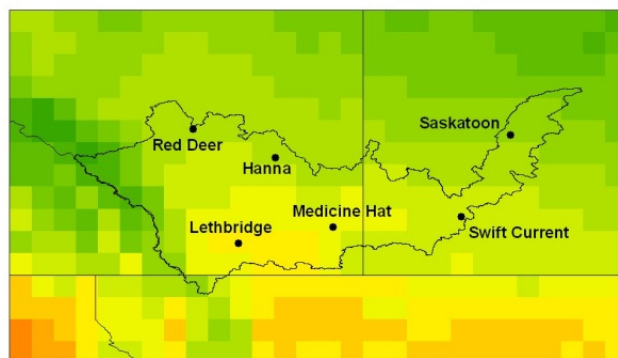 Saskatoon
Red Deer
Hanna
Medicine Hat
Lethbridge
Swift Current